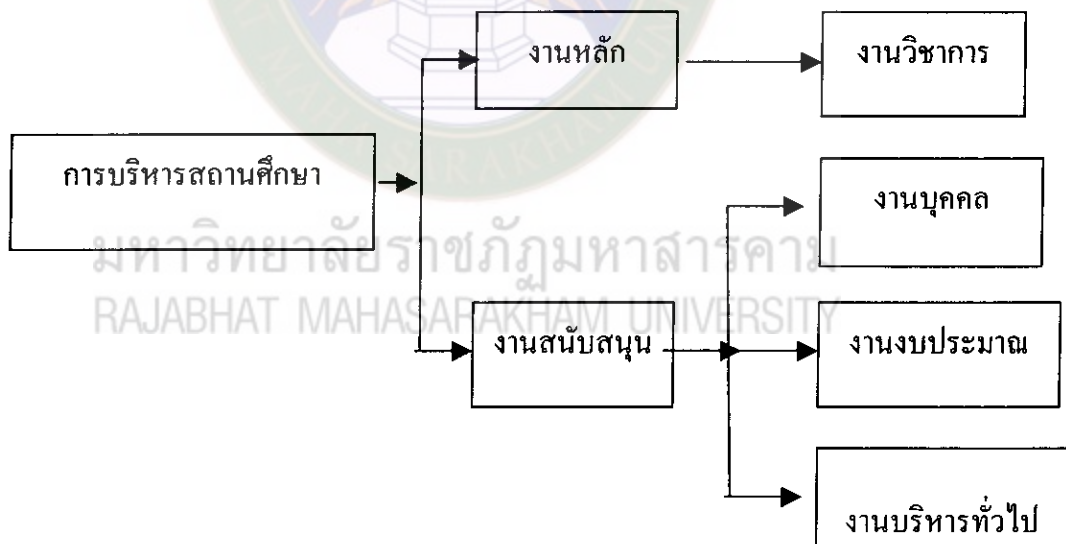 งานหลัก
งานวิชาการ
การบริหารสถานศึกษา
งานบุคคล
มหาวิทยาลัยราชภัฏมหาสารคาม
RAJABHAT MAHASARAKHAM UNIVERSITY
งานสนับสนุน
งานงบประมาณ
งานบริหารทั่วไป